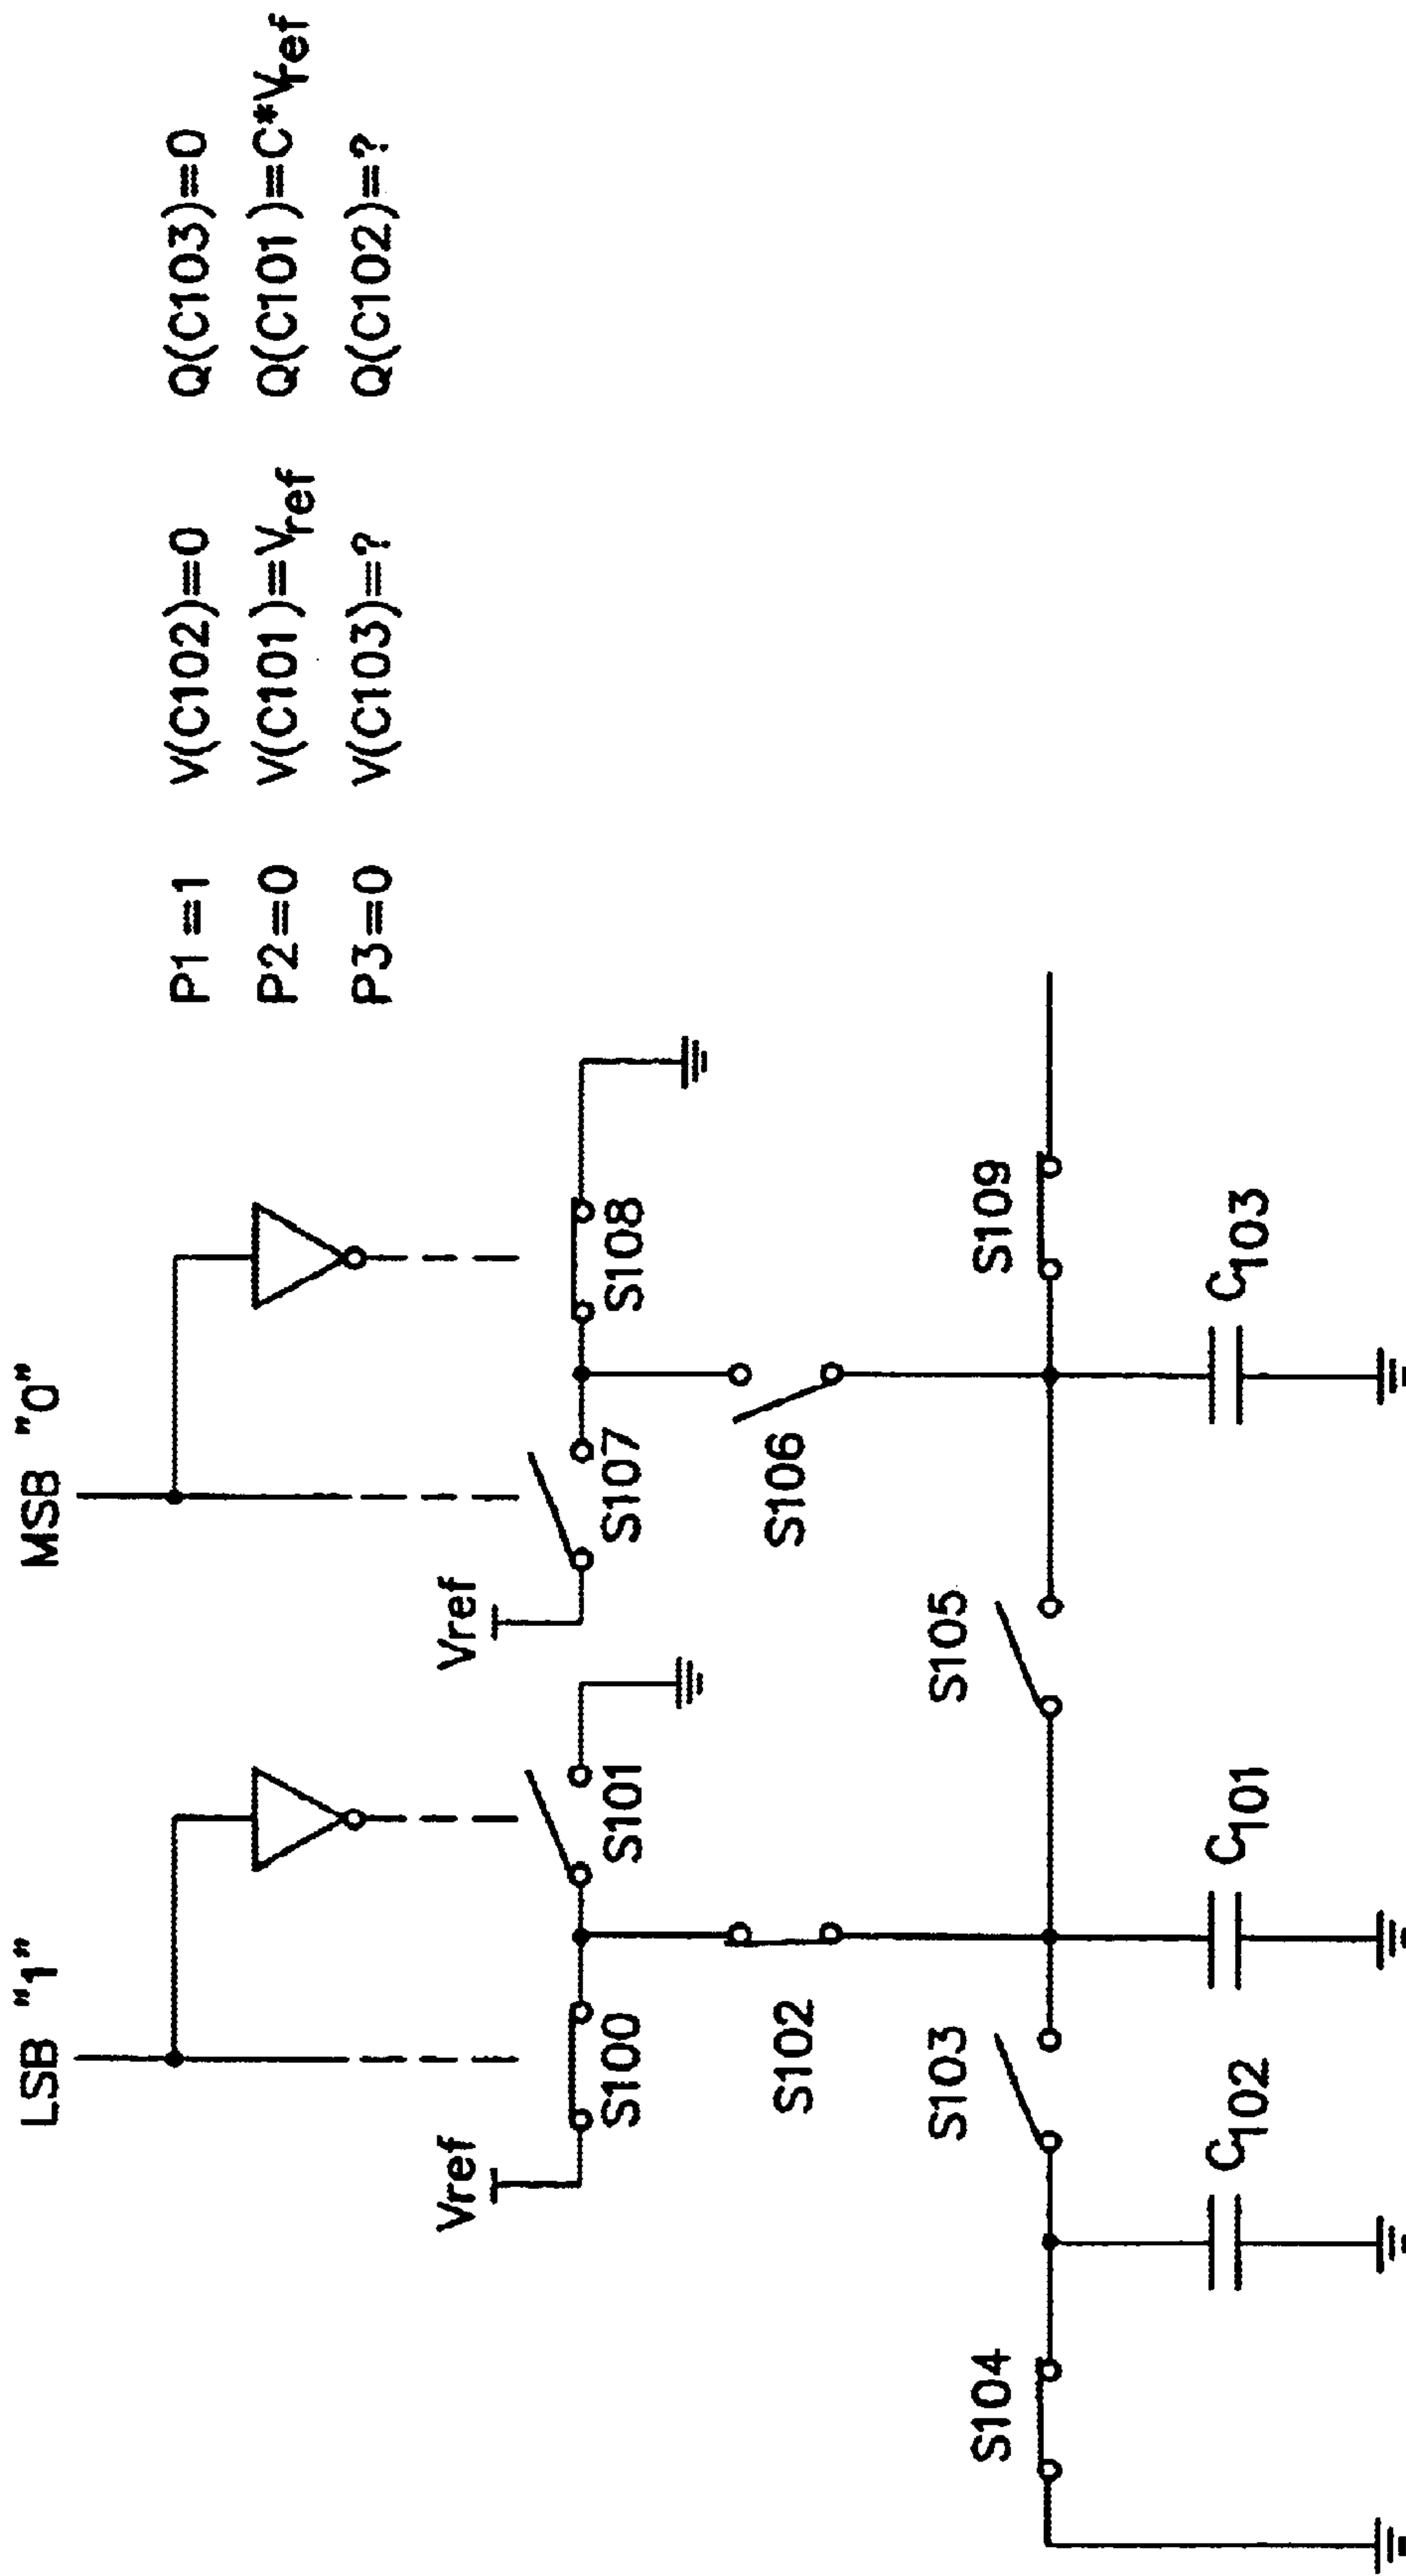 LSB "1"
MSB "0"
P1=1 V(C102)=0 Q(C103)=0
P2=0 V(C101)=Vref Q(C101)=C*Vref
P3=0 V(C103)=? Q(C102)=?
Vref
Vref
S100
S101
S107
S108
S102
S106
S103
S105
S104
S109
C102
C101
C103